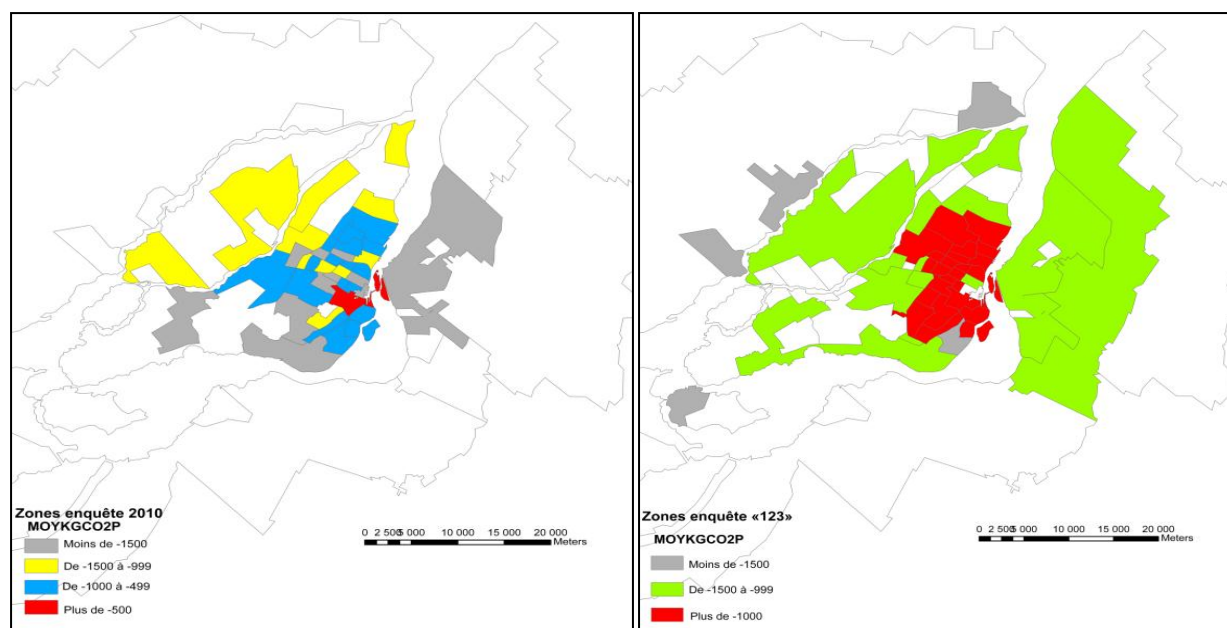 Zones enquête 2010
MOYKGCO2P
Moins de -1500
De -1500 à -999
De -1000 à -499
Plus de -500
0 2 500 5 000 10 000 15 000 20 000
Meters
Zones enquête «123»
MOYKGCO2P
Moins de -1500
De -1500 à -999
Plus de -1000
0 2 500 5 000 10 000 15 000 20 000
Meters